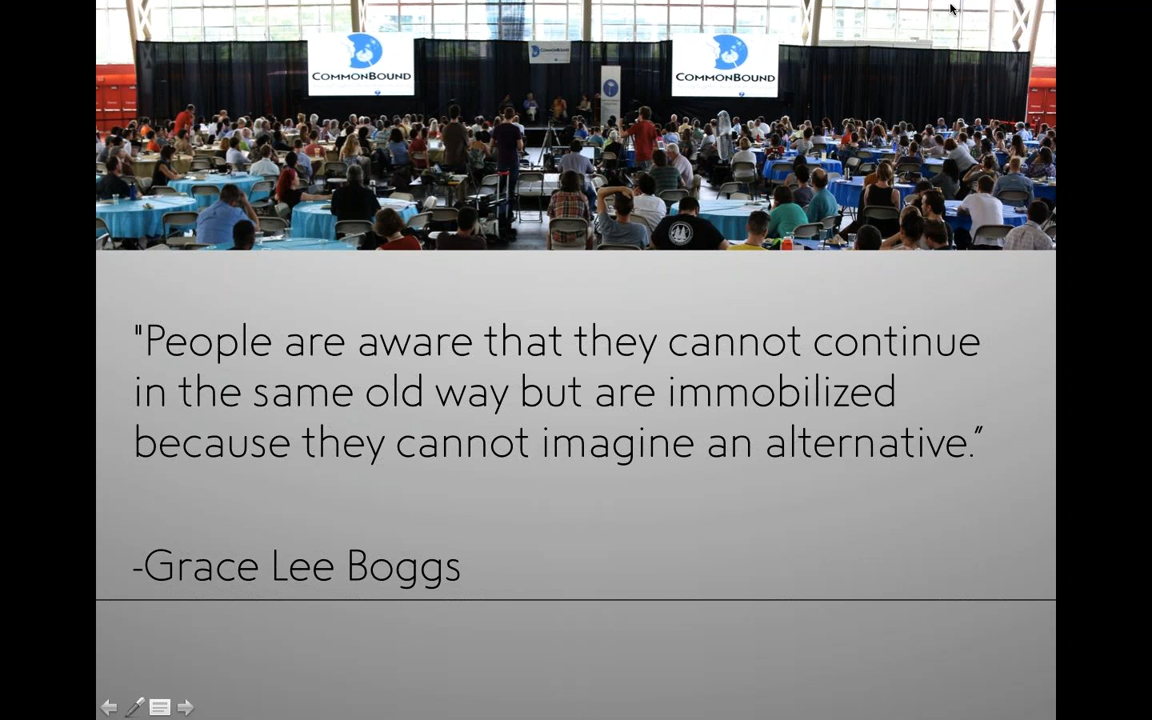 COMMONBOUND
COMMONBOUND
"People are aware that they cannot continue
in the same old way but are immobilized
because they cannot imagine an alternative.”
-Grace Lee Boggs